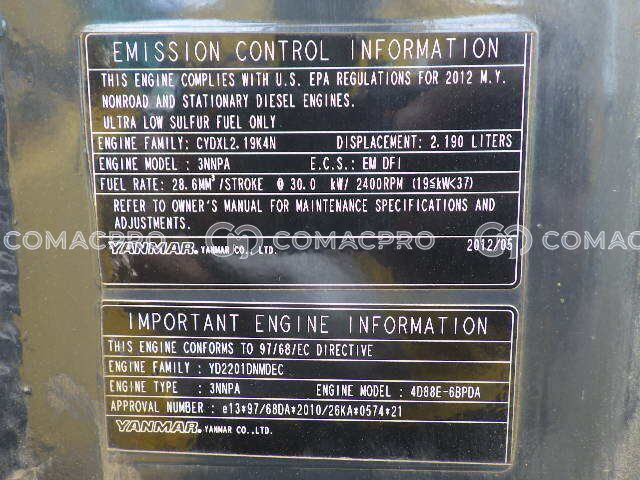 EMISSION CONTROL INFORMATION
THIS ENGINE COMPLIES WITH U.S. EPA REGULATIONS FOR 2012 M.Y.
NONROAD AND STATIONARY DIESEL ENGINES.
ULTRA LOW SULFUR FUEL ONLY.
ENGINE FAMILY: CYDXL2.19K4N DISPLACEMENT: 2.190 LITERS
ENGINE MODEL : 3NNPA E.C.S.: EM DFI
FUEL RATE: 28.6MM³/STROKE @ 30.0 kW/ 2400RPM (19≦kW<37)
REFER TO OWNER'S MANUAL FOR MAINTENANCE SPECIFICATIONS AND
ADJUSTMENTS.
COMACPRO COMACPRO COMACPRO
YANMAR. YANMAR CO., LTD. 2012/05
IMPORTANT ENGINE INFORMATION
THIS ENGINE CONFORMS TO 97/68/EC DIRECTIVE
ENGINE FAMILY : YD2201DNMDEC
ENGINE TYPE : 3NNPA ENGINE MODEL : 4D88E-6BPDA
APPROVAL NUMBER : e13*97/68DA*2010/26KA*0574*21
YANMAR. YANMAR CO., LTD.